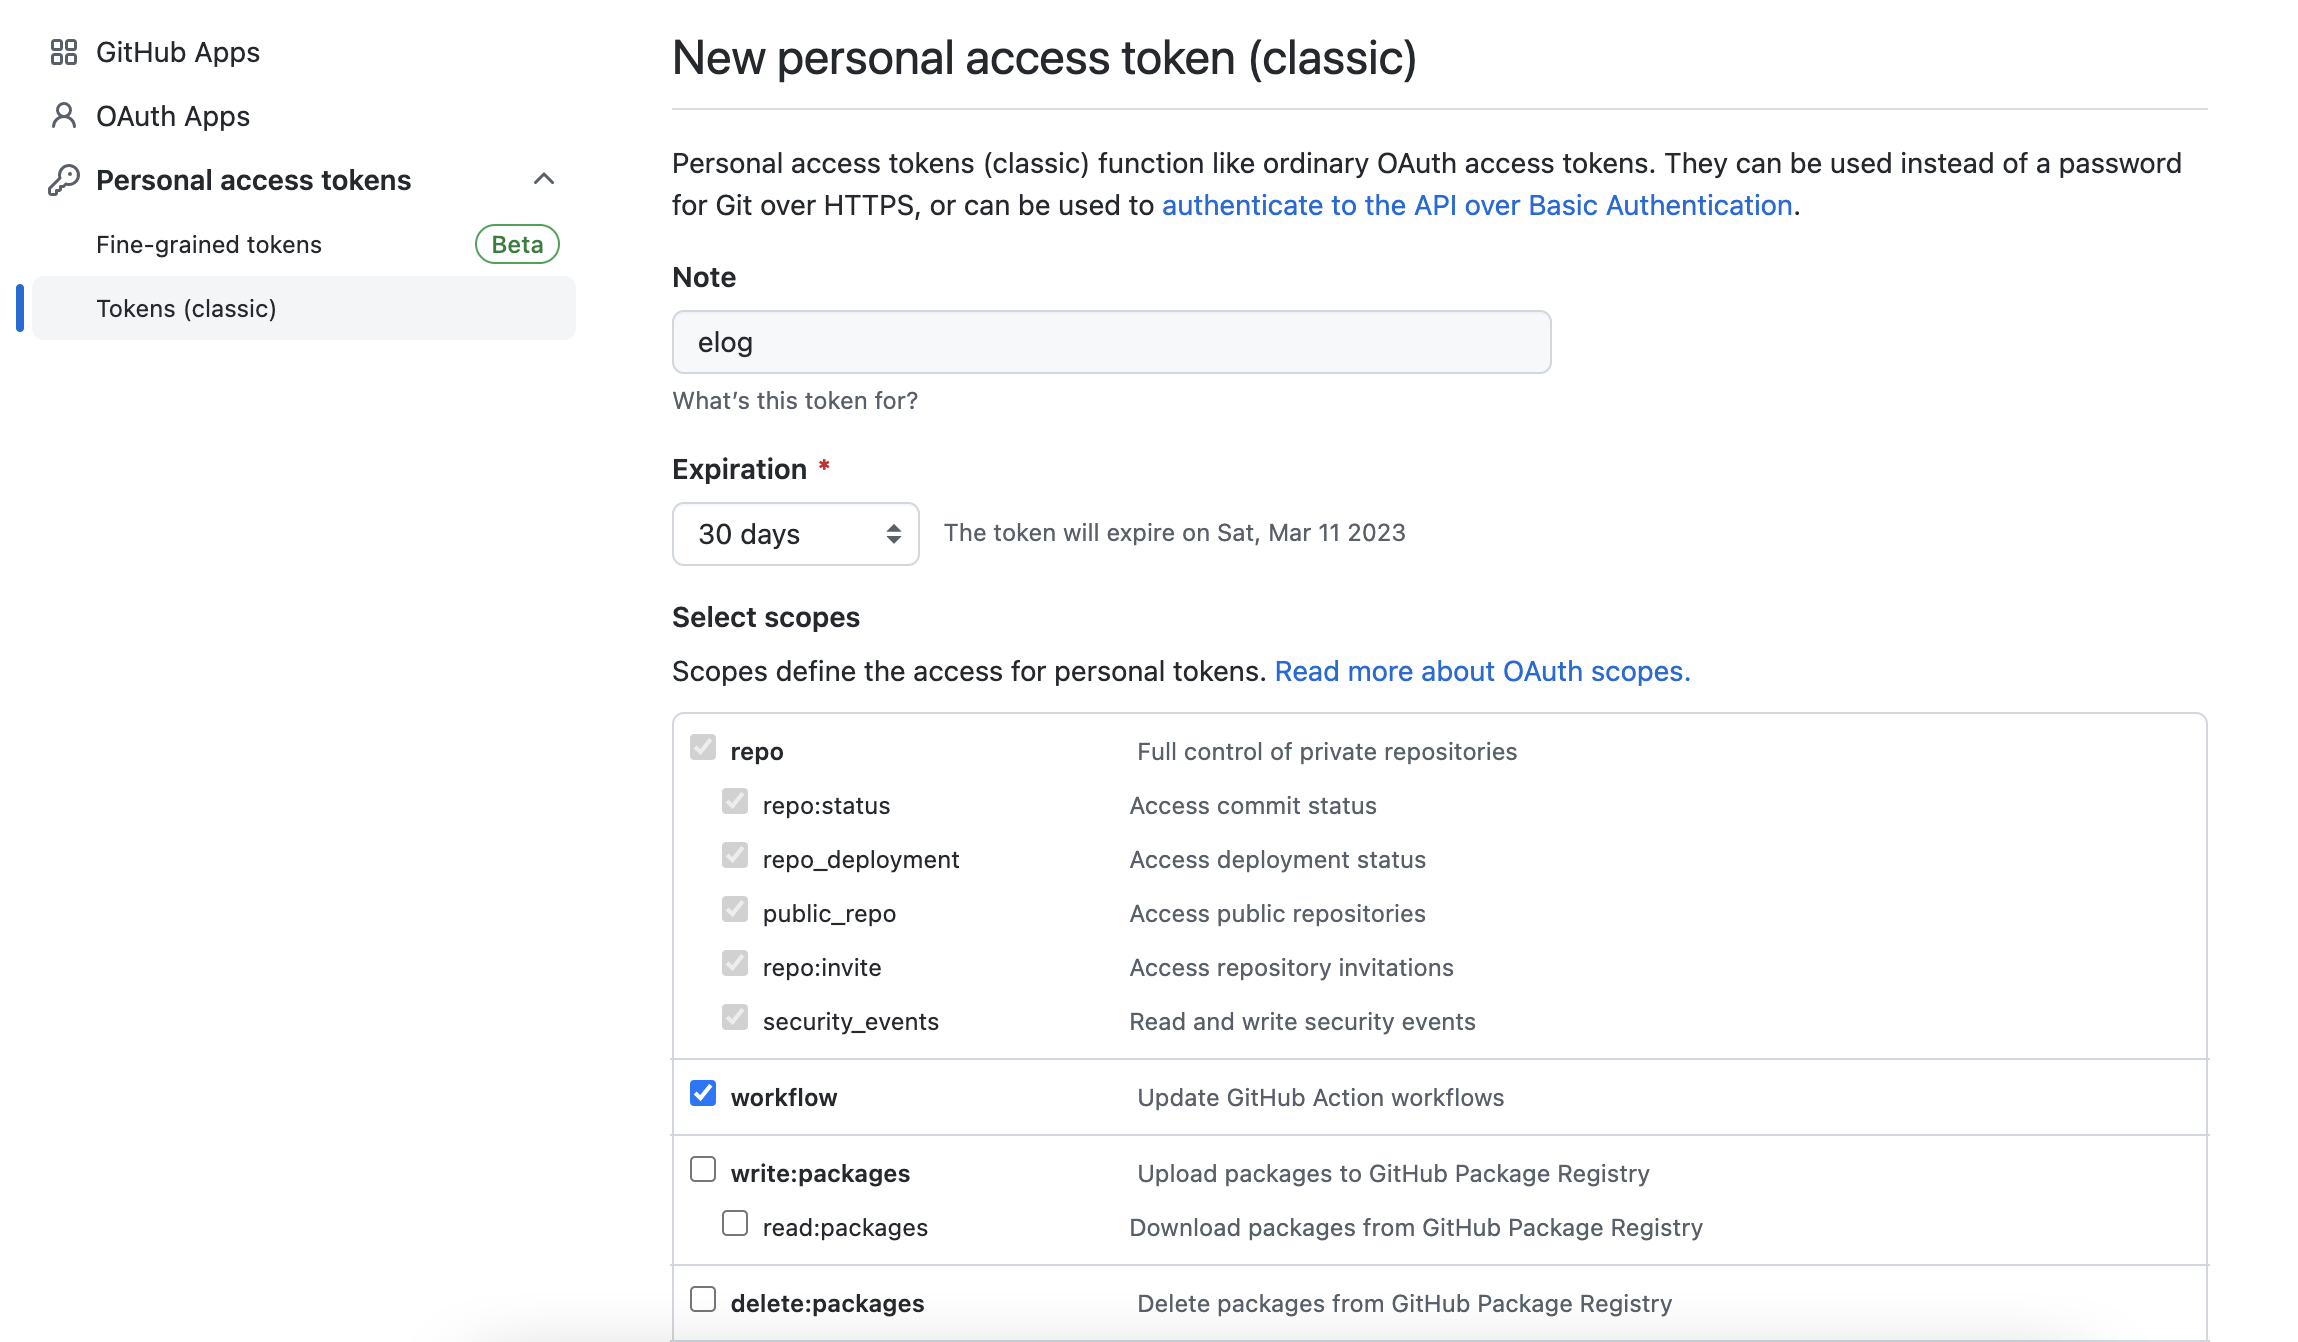 GitHub Apps
OAuth Apps
Personal access tokens
Fine-grained tokens Beta
Tokens (classic)
New personal access token (classic)
Personal access tokens (classic) function like ordinary OAuth access tokens. They can be used instead of a password
for Git over HTTPS, or can be used to authenticate to the API over Basic Authentication.
Note
elog
What’s this token for?
Expiration *
30 days The token will expire on Sat, Mar 11 2023
Select scopes
Scopes define the access for personal tokens. Read more about OAuth scopes.
repo Full control of private repositories
repo:status Access commit status
repo_deployment Access deployment status
public_repo Access public repositories
repo:invite Access repository invitations
security_events Read and write security events
workflow Update GitHub Action workflows
write:packages Upload packages to GitHub Package Registry
read:packages Download packages from GitHub Package Registry
delete:packages Delete packages from GitHub Package Registry